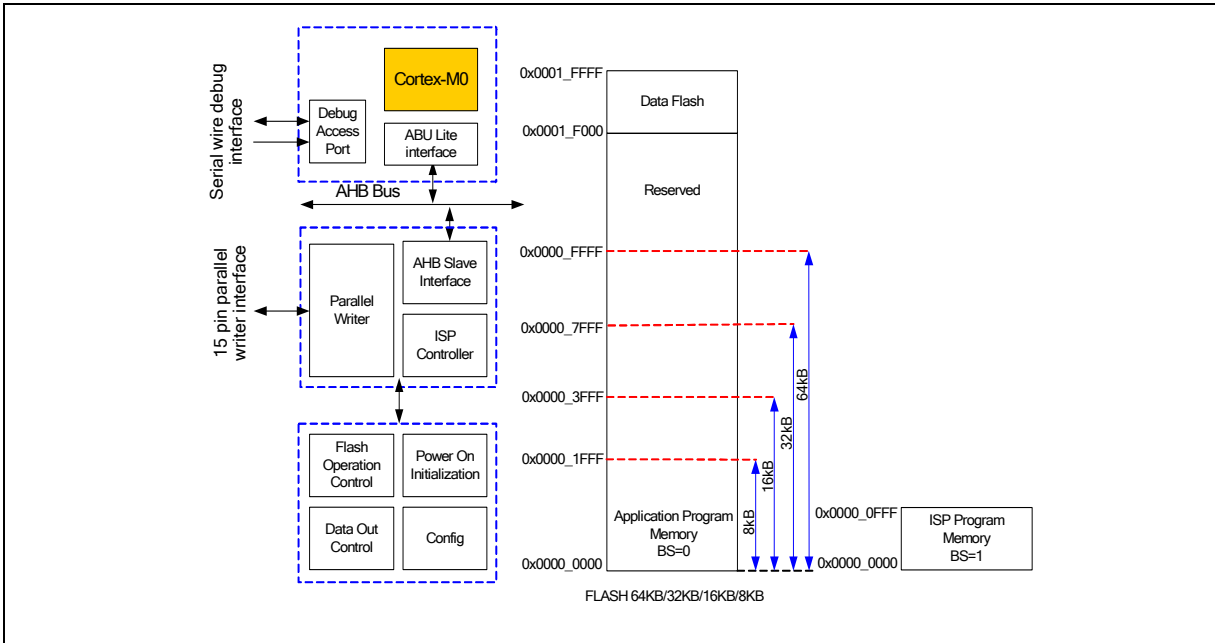 Serial wire debug
interface
Debug
Access
Port
Cortex-M0
ABU Lite
interface
AHB Bus
15 pin parallel
writer interface
Parallel
Writer
AHB Slave
Interface
ISP
Controller
Flash
Operation
Control
Power On
Initialization
Data Out
Control
Config
0x0001_FFFF
Data Flash
0x0001_F000
Reserved
0x0000_FFFF
0x0000_7FFF
0x0000_3FFF
0x0000_1FFF
0x0000_0000
Application Program
Memory
BS=0
8kB
16kB
32kB
64kB
0x0000_0FFF
0x0000_0000
ISP Program
Memory
BS=1
FLASH 64KB/32KB/16KB/8KB